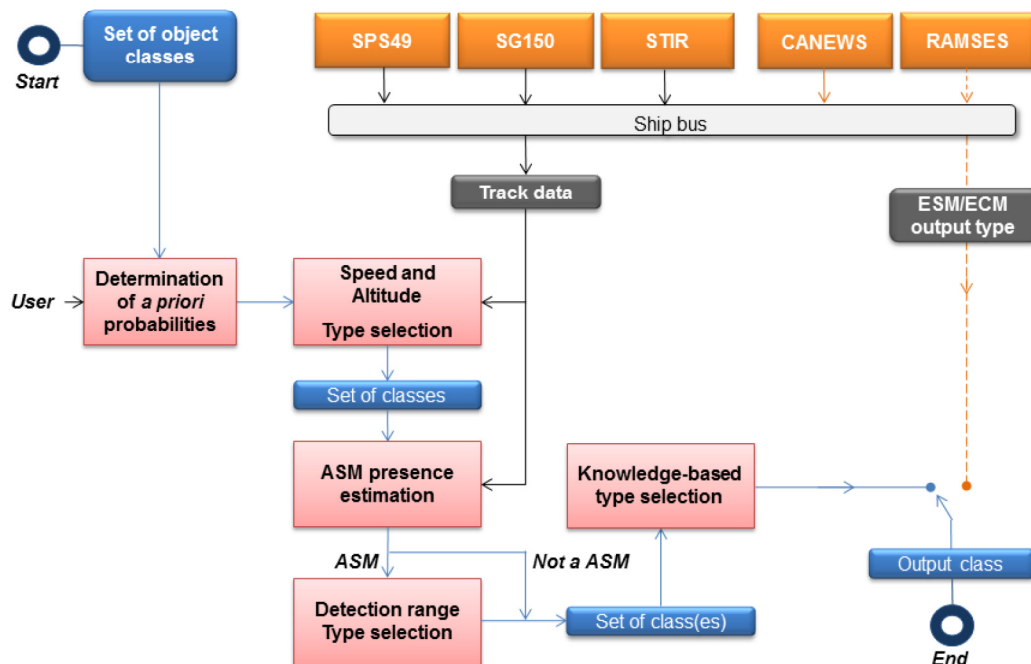 Set of object
classes
Start
SPS49
SG150
STIR
CANEWS
RAMSES
Ship bus
Track data
ESM/ECM
output type
User
Determination
of a priori
probabilities
Speed and
Altitude
Type selection
Set of classes
ASM presence
estimation
Knowledge-based
type selection
ASM
Not a ASM
Detection range
Type selection
Set of class(es)
Output class
End